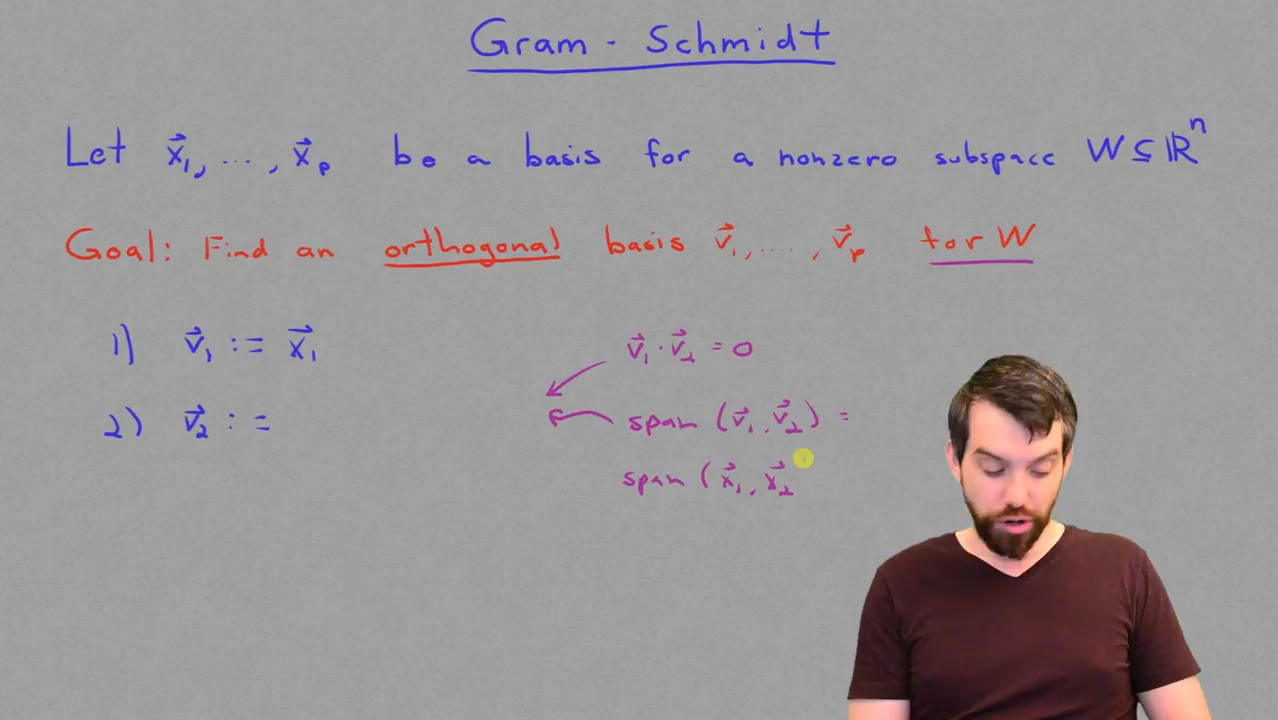 Gram - Schmidt
Let x⃗₁, ..., x⃗ₚ be a basis for a nonzero subspace W ⊆ ℝⁿ
Goal: Find an orthogonal basis v⃗₁, ...., v⃗ₚ for W
1) v⃗₁ := x⃗₁
2) v⃗₂ :=
v⃗₁ · v⃗₂ = 0
span (v⃗₁, v⃗₂) =
span (x⃗₁, x⃗₂